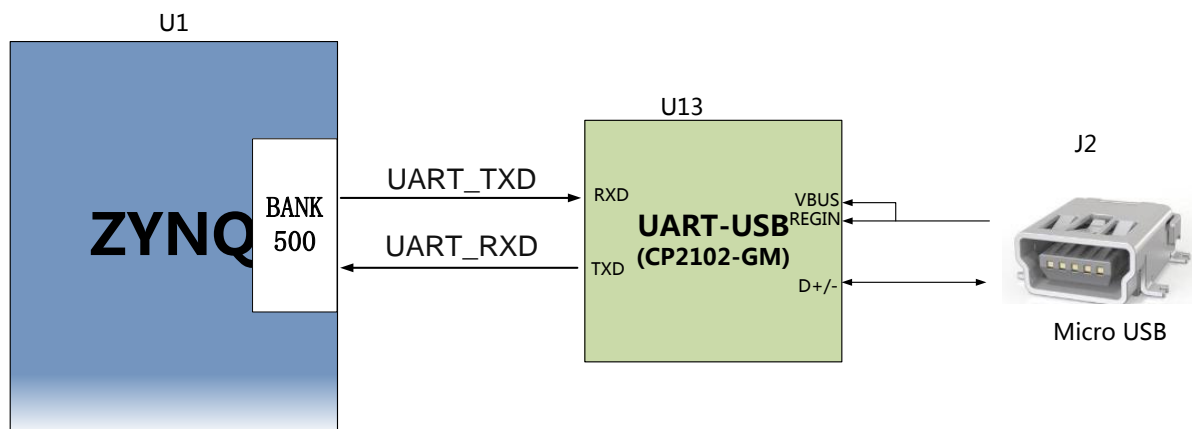 U1
U13
J2
UART_TXD
RXD
VBUS
REGIN
ZYNQ
BANK
500
UART-USB
(CP2102-GM)
UART_RXD
TXD
D+/-
Micro USB